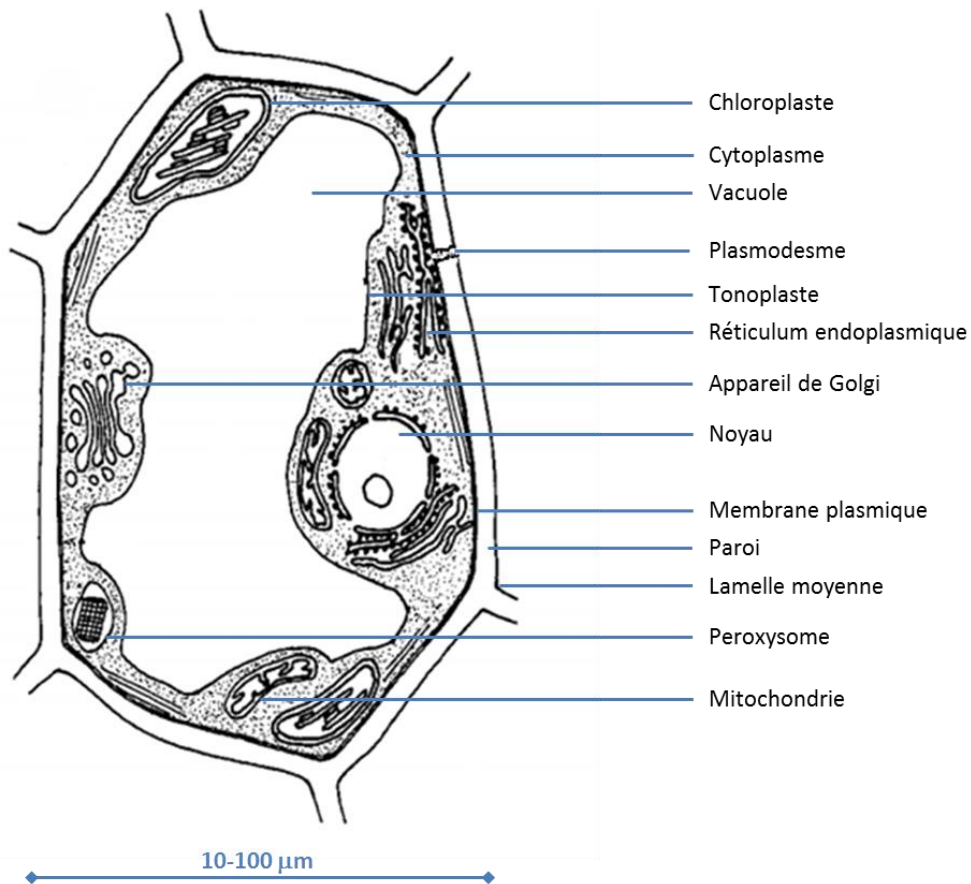 Chloroplaste
Cytoplasme
Vacuole
Plasmodesme
Tonoplaste
Réticulum endoplasmique
Appareil de Golgi
Noyau
Membrane plasmique
Paroi
Lamelle moyenne
Peroxysome
Mitochondrie
10-100 μm